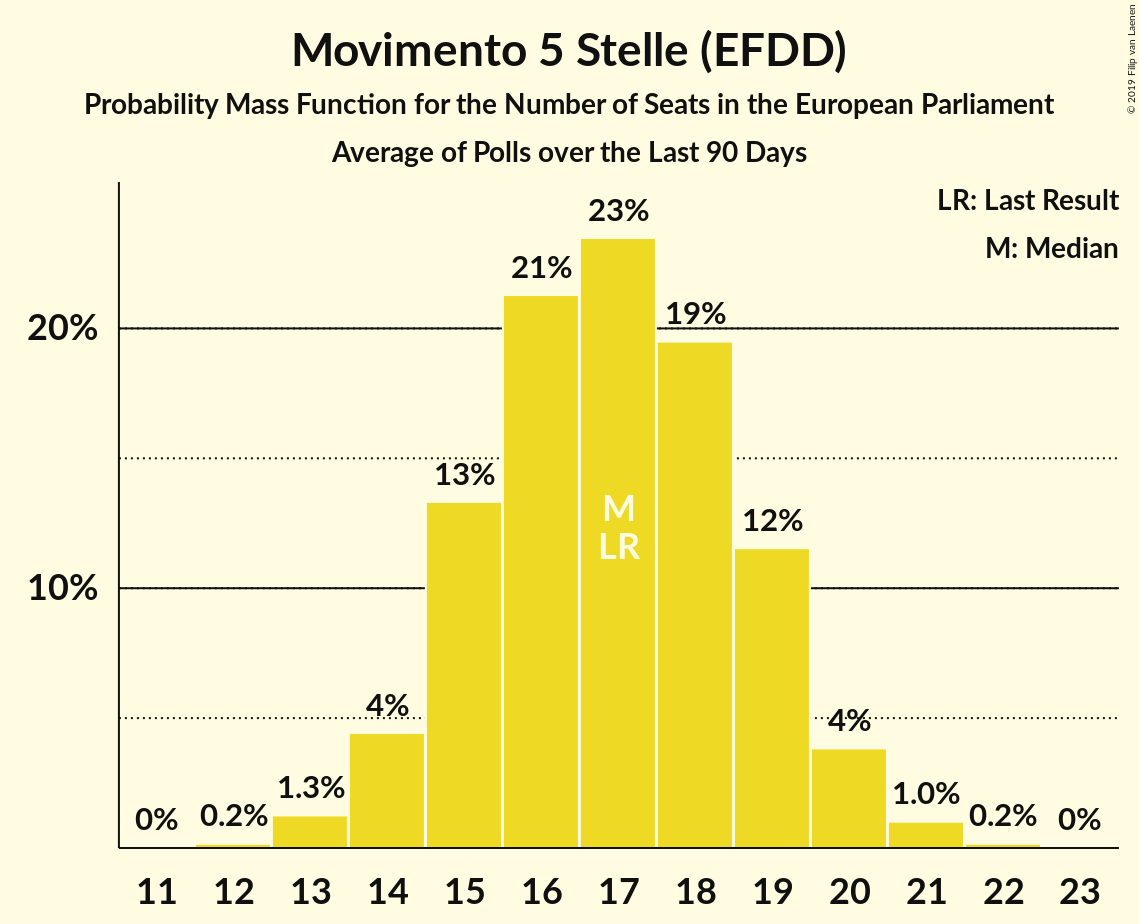 Movimento 5 Stelle (EFDD)
Probability Mass Function for the Number of Seats in the European Parliament
Average of Polls over the Last 90 Days
© 2019 Filip van Laenen
LR: Last Result
M: Median
23%
21%
19%
20%
13%
M
12%
LR
10%
4%
4%
1.3%
1.0%
0% 0.2% 0.2% 0%
11 12 13 14 15 16 17 18 19 20 21 22 23